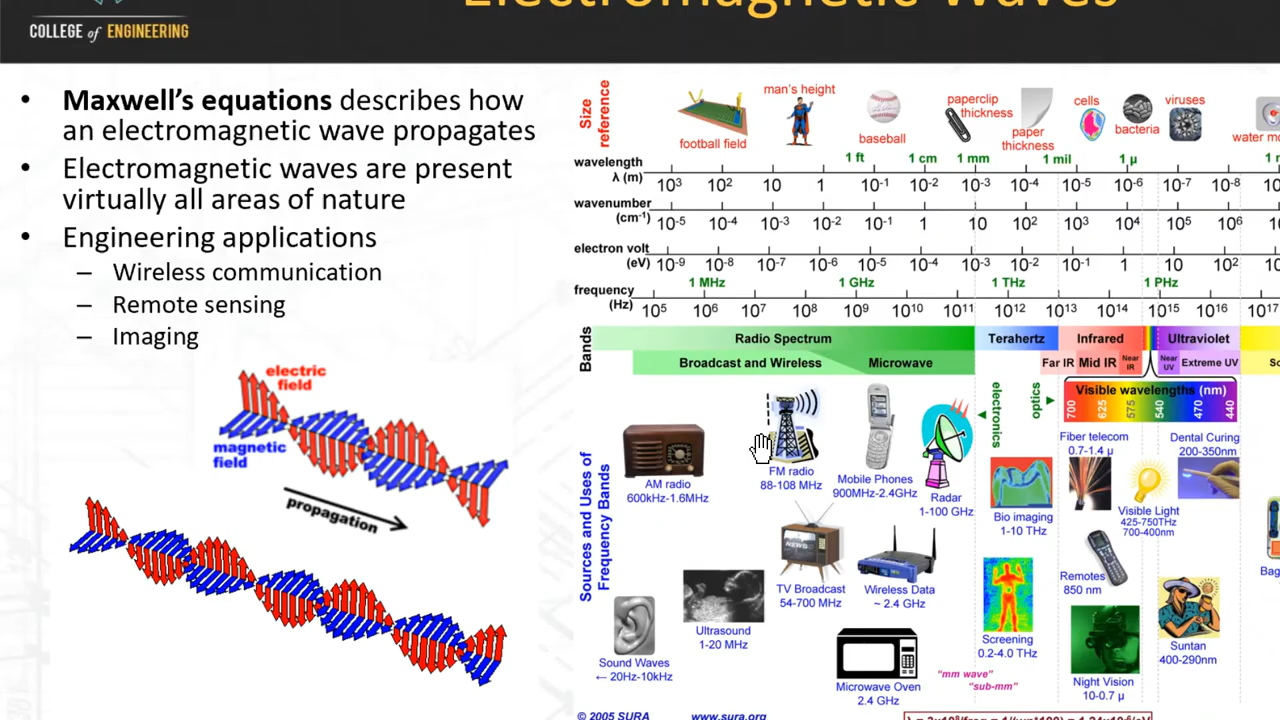 COLLEGE of ENGINEERING
Electromagnetic Waves
• Maxwell's equations describes how
an electromagnetic wave propagates
• Electromagnetic waves are present
virtually all areas of nature
• Engineering applications
– Wireless communication
– Remote sensing
– Imaging
electric
field
magnetic
field
propagation
Size
reference
football field
man's height
baseball
paperclip
thickness
paper
thickness
cells
bacteria
viruses
wavelength
λ (m)
1 ft 1 cm 1 mm 1 mil 1 µ
10³ 10² 10 1 10⁻¹ 10⁻² 10⁻³ 10⁻⁴ 10⁻⁵ 10⁻⁶ 10⁻⁷ 10⁻⁸
wavenumber
(cm⁻¹)
10⁻⁵ 10⁻⁴ 10⁻³ 10⁻² 10⁻¹ 1 10 10² 10³ 10⁴ 10⁵ 10⁶
electron volt
(eV)
10⁻⁹ 10⁻⁸ 10⁻⁷ 10⁻⁶ 10⁻⁵ 10⁻⁴ 10⁻³ 10⁻² 10⁻¹ 1 10 10²
1 MHz 1 GHz 1 THz 1 PHz
frequency
(Hz)
10⁵ 10⁶ 10⁷ 10⁸ 10⁹ 10¹⁰ 10¹¹ 10¹² 10¹³ 10¹⁴ 10¹⁵ 10¹⁶ 10¹⁷
Bands
Radio Spectrum
Terahertz
Infrared
Ultraviolet
Broadcast and Wireless
Microwave
Far IR
Mid IR
Near
IR
Near
UV
Extreme UV
electronics
optics
Visible wavelengths (nm)
700 625 575 540 470 440
Sources and Uses of
Frequency Bands
AM radio
600kHz-1.6MHz
FM radio
88-108 MHz
Mobile Phones
900MHz-2.4GHz
Radar
1-100 GHz
Bio imaging
1-10 THz
Fiber telecom
0.7-1.4 µ
Dental Curing
200-350nm
Visible Light
425-750THz
700-400nm
NEWS
TV Broadcast
54-700 MHz
Wireless Data
~ 2.4 GHz
Remotes
850 nm
Ultrasound
1-20 MHz
Screening
0.2-4.0 THz
Suntan
400-290nm
Sound Waves
← 20Hz-10kHz
Microwave Oven
2.4 GHz
"mm wave"
"sub-mm"
Night Vision
10-0.7 µ
© 2005 SURA
www.sura.org